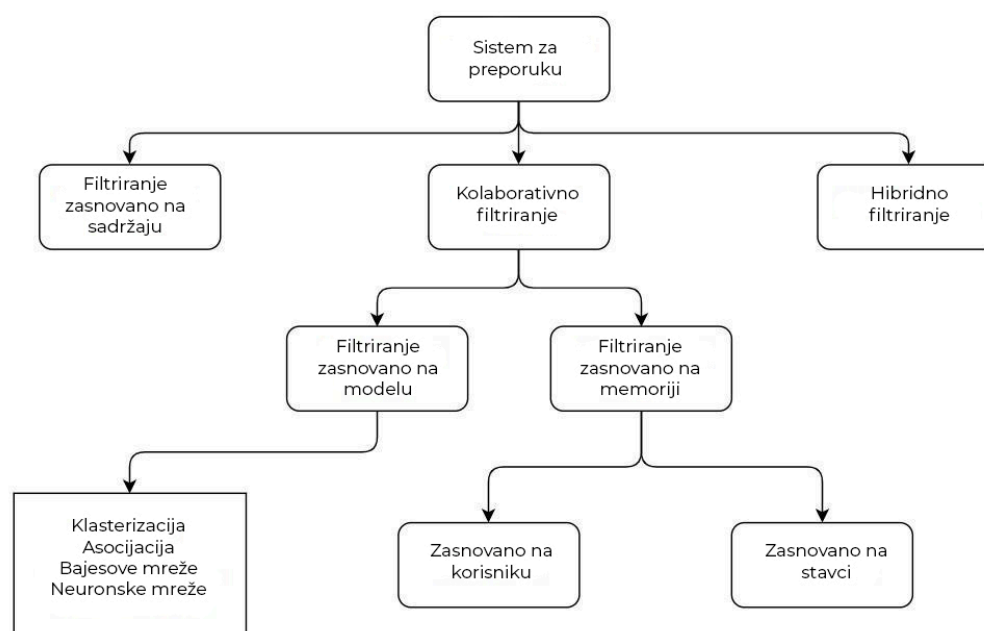 Sistem za
preporuku
Filtriranje
zasnovano na
sadržaju
Kolaborativno
filtriranje
Hibridno
filtriranje
Filtriranje
zasnovano na
modelu
Filtriranje
zasnovano na
memoriji
Klasterizacija
Asocijacija
Bajesove mreže
Neuronske mreže
Zasnovano na
korisniku
Zasnovano na
stavci